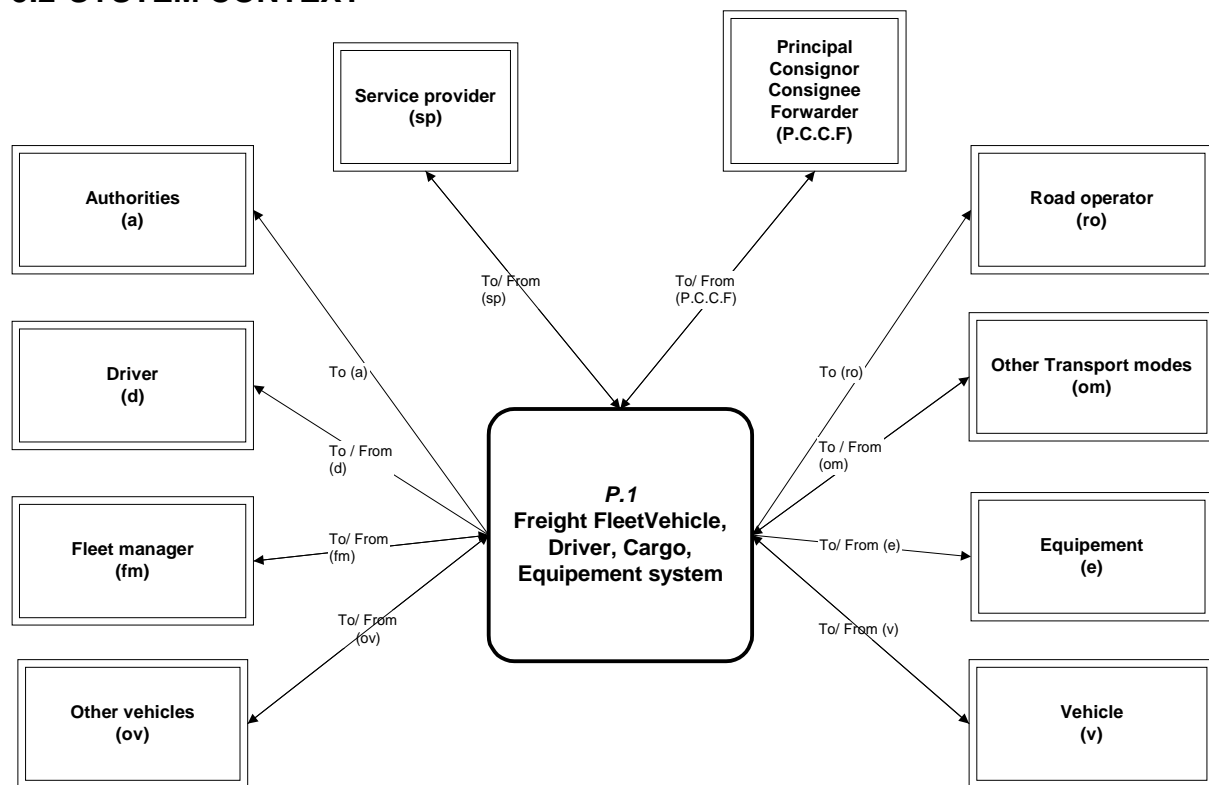 Service provider
(sp)
Principal
Consignor
Consignee
Forwarder
(P.C.C.F)
Authorities
(a)
Road operator
(ro)
To/ From
(sp)
To/ From
(P.C.C.F)
Driver
(d)
To (a)
To (ro)
Other Transport modes
(om)
To / From
(d)
To / From
(om)
P.1
Freight FleetVehicle,
Driver, Cargo,
Equipement system
Fleet manager
(fm)
To/ From
(fm)
To/ From (e)
Equipement
(e)
To/ From
(ov)
To/ From (v)
Other vehicles
(ov)
Vehicle
(v)